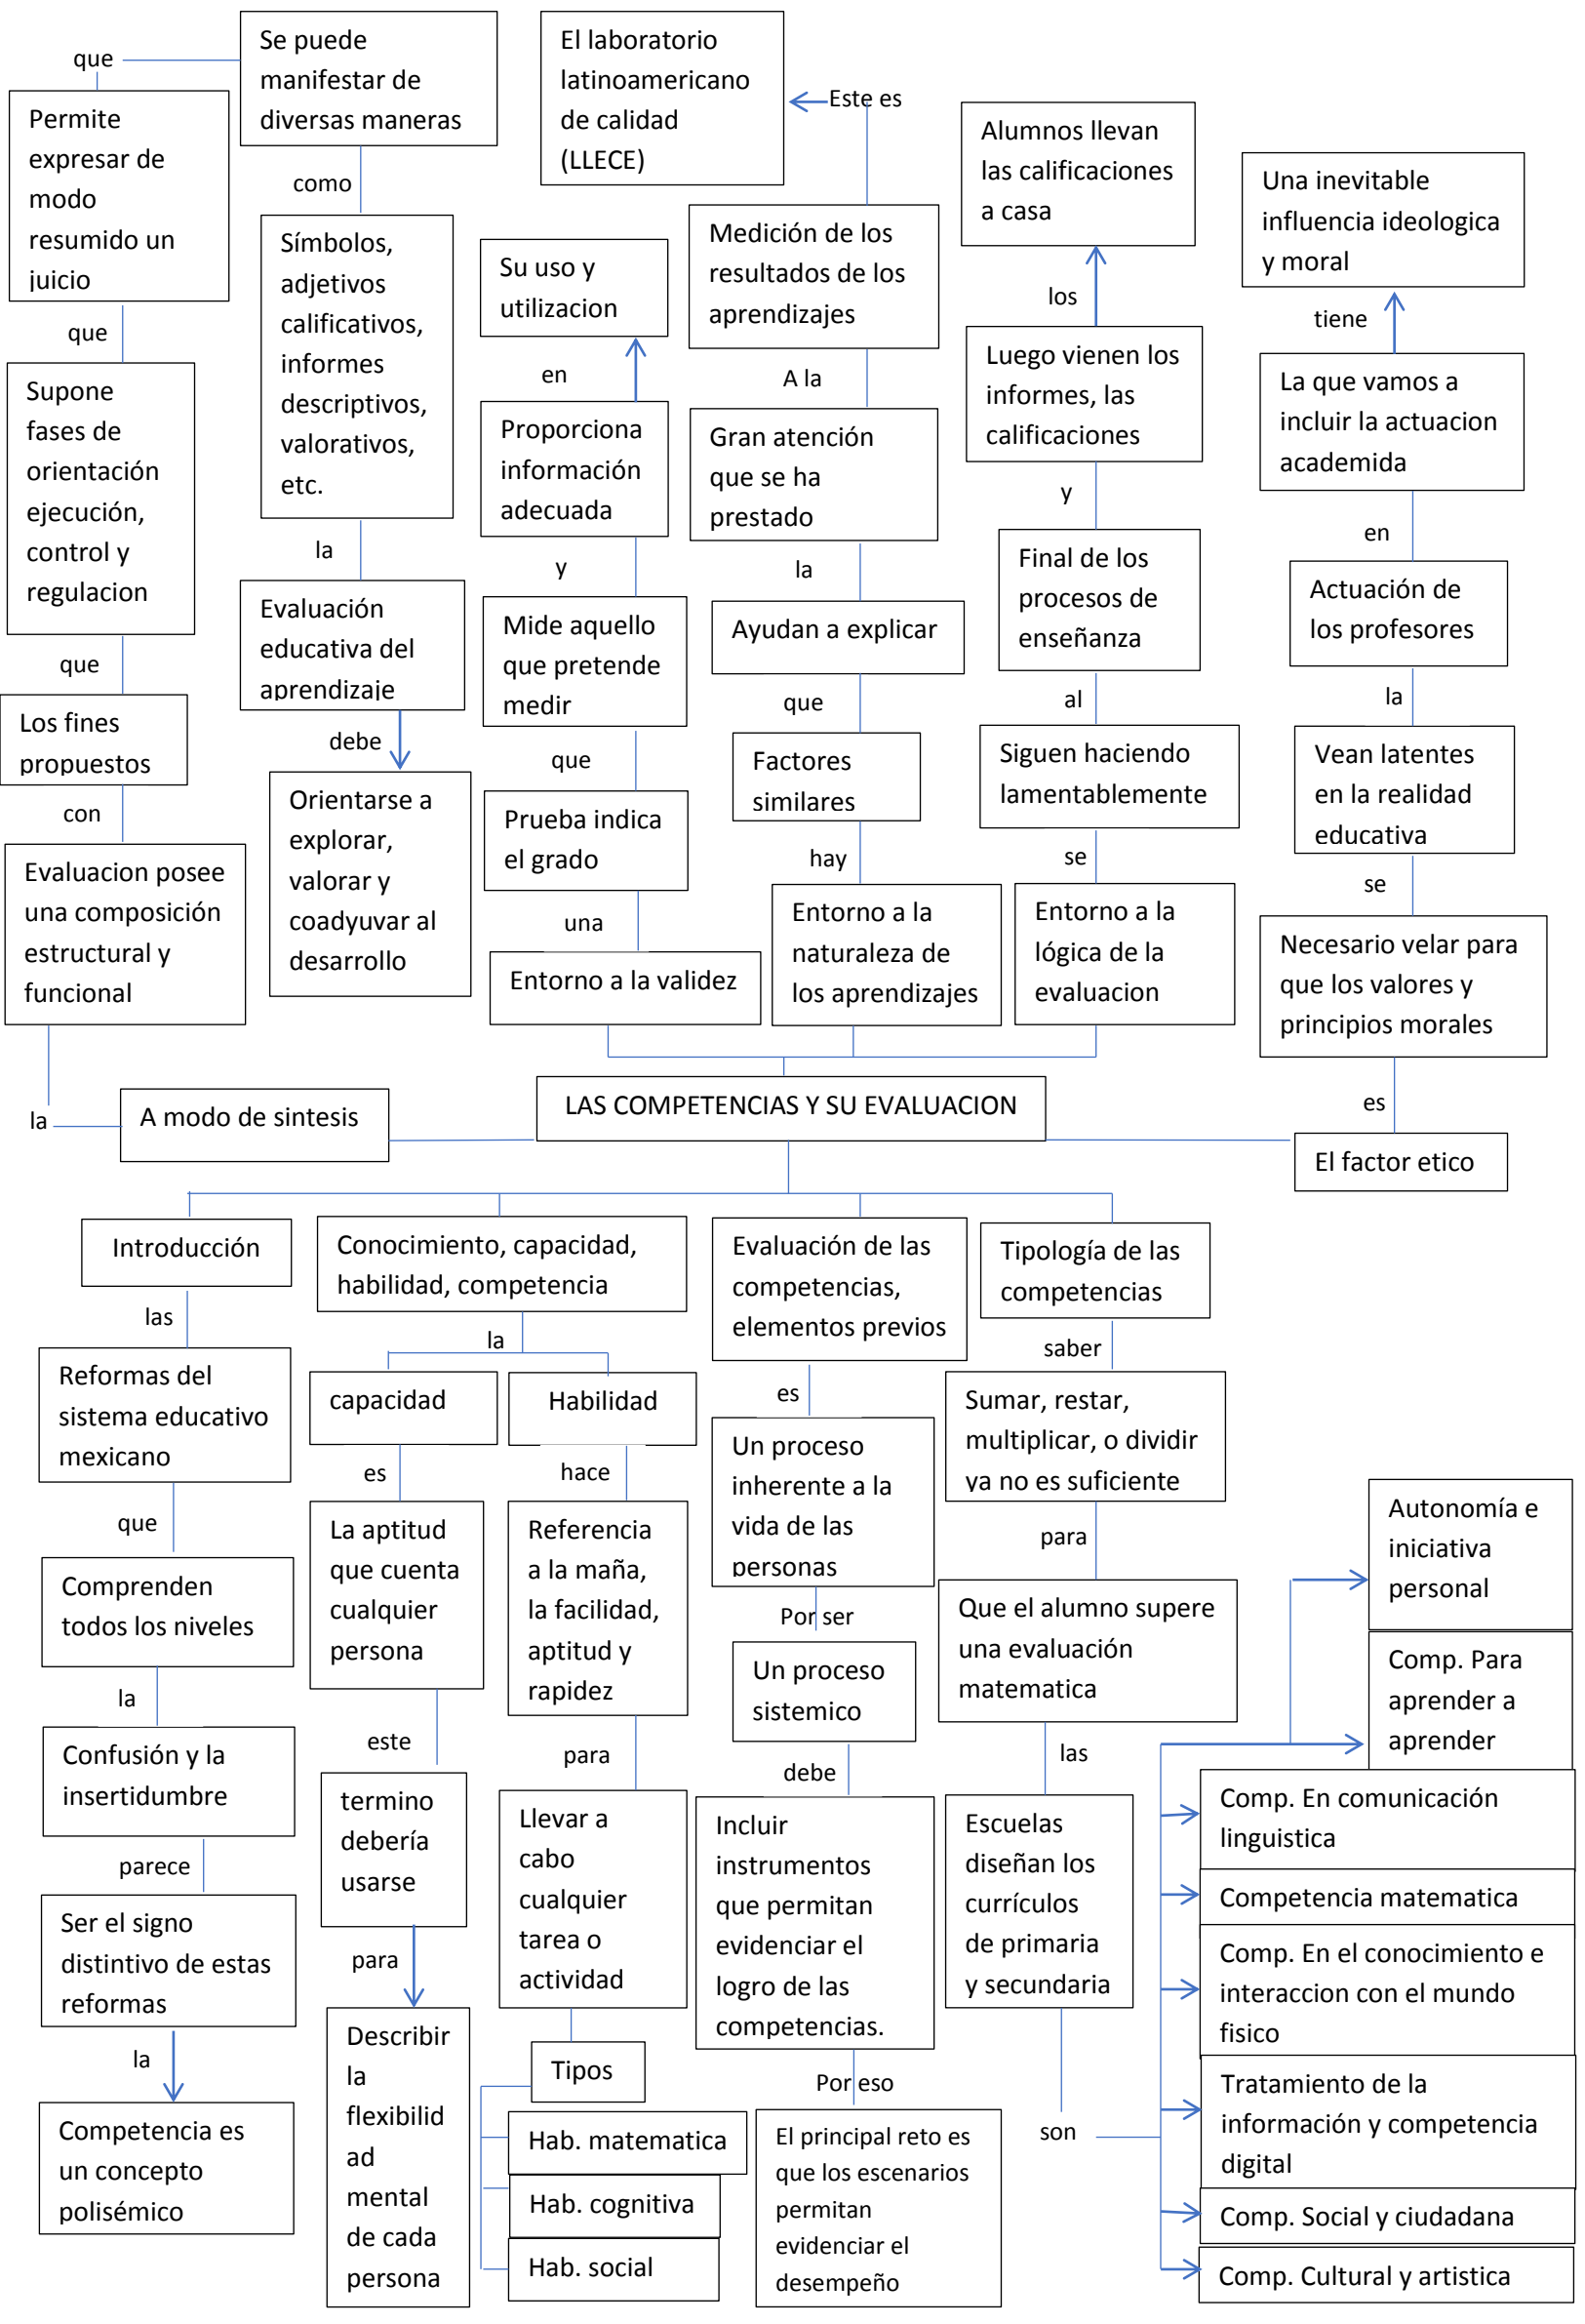 que
Se puede
manifestar de
diversas maneras
El laboratorio
latinoamericano
de calidad
(LLECE)
Este es
Permite
expresar de
modo
resumido un
juicio
como
Alumnos llevan
las calificaciones
a casa
Una inevitable
influencia ideologica
y moral
Símbolos,
adjetivos
calificativos,
informes
descriptivos,
valorativos,
etc.
Su uso y
utilizacion
Medición de los
resultados de los
aprendizajes
los
tiene
que
en
A la
Luego vienen los
informes, las
calificaciones
La que vamos a
incluir la actuacion
academida
Supone
fases de
orientación
ejecución,
control y
regulacion
Proporciona
información
adecuada
Gran atención
que se ha
prestado
y
en
la
y
la
Final de los
procesos de
enseñanza
Actuación de
los profesores
Evaluación
educativa del
aprendizaje
Mide aquello
que pretende
medir
Ayudan a explicar
que
al
la
Los fines
propuestos
debe
que
que
Factores
similares
Siguen haciendo
lamentablemente
Vean latentes
en la realidad
educativa
con
Orientarse a
explorar,
valorar y
coadyuvar al
desarrollo
Prueba indica
el grado
hay
se
se
Evaluacion posee
una composición
estructural y
funcional
una
Entorno a la validez
Entorno a la
naturaleza de
los aprendizajes
Entorno a la
lógica de la
evaluacion
Necesario velar para
que los valores y
principios morales
la
A modo de sintesis
LAS COMPETENCIAS Y SU EVALUACION
es
El factor etico
Introducción
Conocimiento, capacidad,
habilidad, competencia
Evaluación de las
competencias,
elementos previos
Tipología de las
competencias
las
la
saber
Reformas del
sistema educativo
mexicano
capacidad
Habilidad
es
Sumar, restar,
multiplicar, o dividir
ya no es suficiente
es
hace
Un proceso
inherente a la
vida de las
personas
que
La aptitud
que cuenta
cualquier
persona
Referencia
a la maña,
la facilidad,
aptitud y
rapidez
para
Autonomía e
iniciativa
personal
Comprenden
todos los niveles
Por ser
Que el alumno supere
una evaluación
matematica
la
Un proceso
sistemico
Comp. Para
aprender a
aprender
Confusión y la
insertidumbre
este
para
debe
las
parece
termino
debería
usarse
Llevar a
cabo
cualquier
tarea o
actividad
Incluir
instrumentos
que permitan
evidenciar el
logro de las
competencias.
Escuelas
diseñan los
currículos
de primaria
y secundaria
Comp. En comunicación
linguistica
Competencia matematica
Ser el signo
distintivo de estas
reformas
para
Comp. En el conocimiento e
interaccion con el mundo
fisico
la
Describir
la
flexibilid
ad
mental
de cada
persona
Tipos
Por eso
son
Tratamiento de la
información y competencia
digital
Competencia es
un concepto
polisémico
Hab. matematica
Hab. cognitiva
Hab. social
El principal reto es
que los escenarios
permitan
evidenciar el
desempeño
Comp. Social y ciudadana
Comp. Cultural y artistica